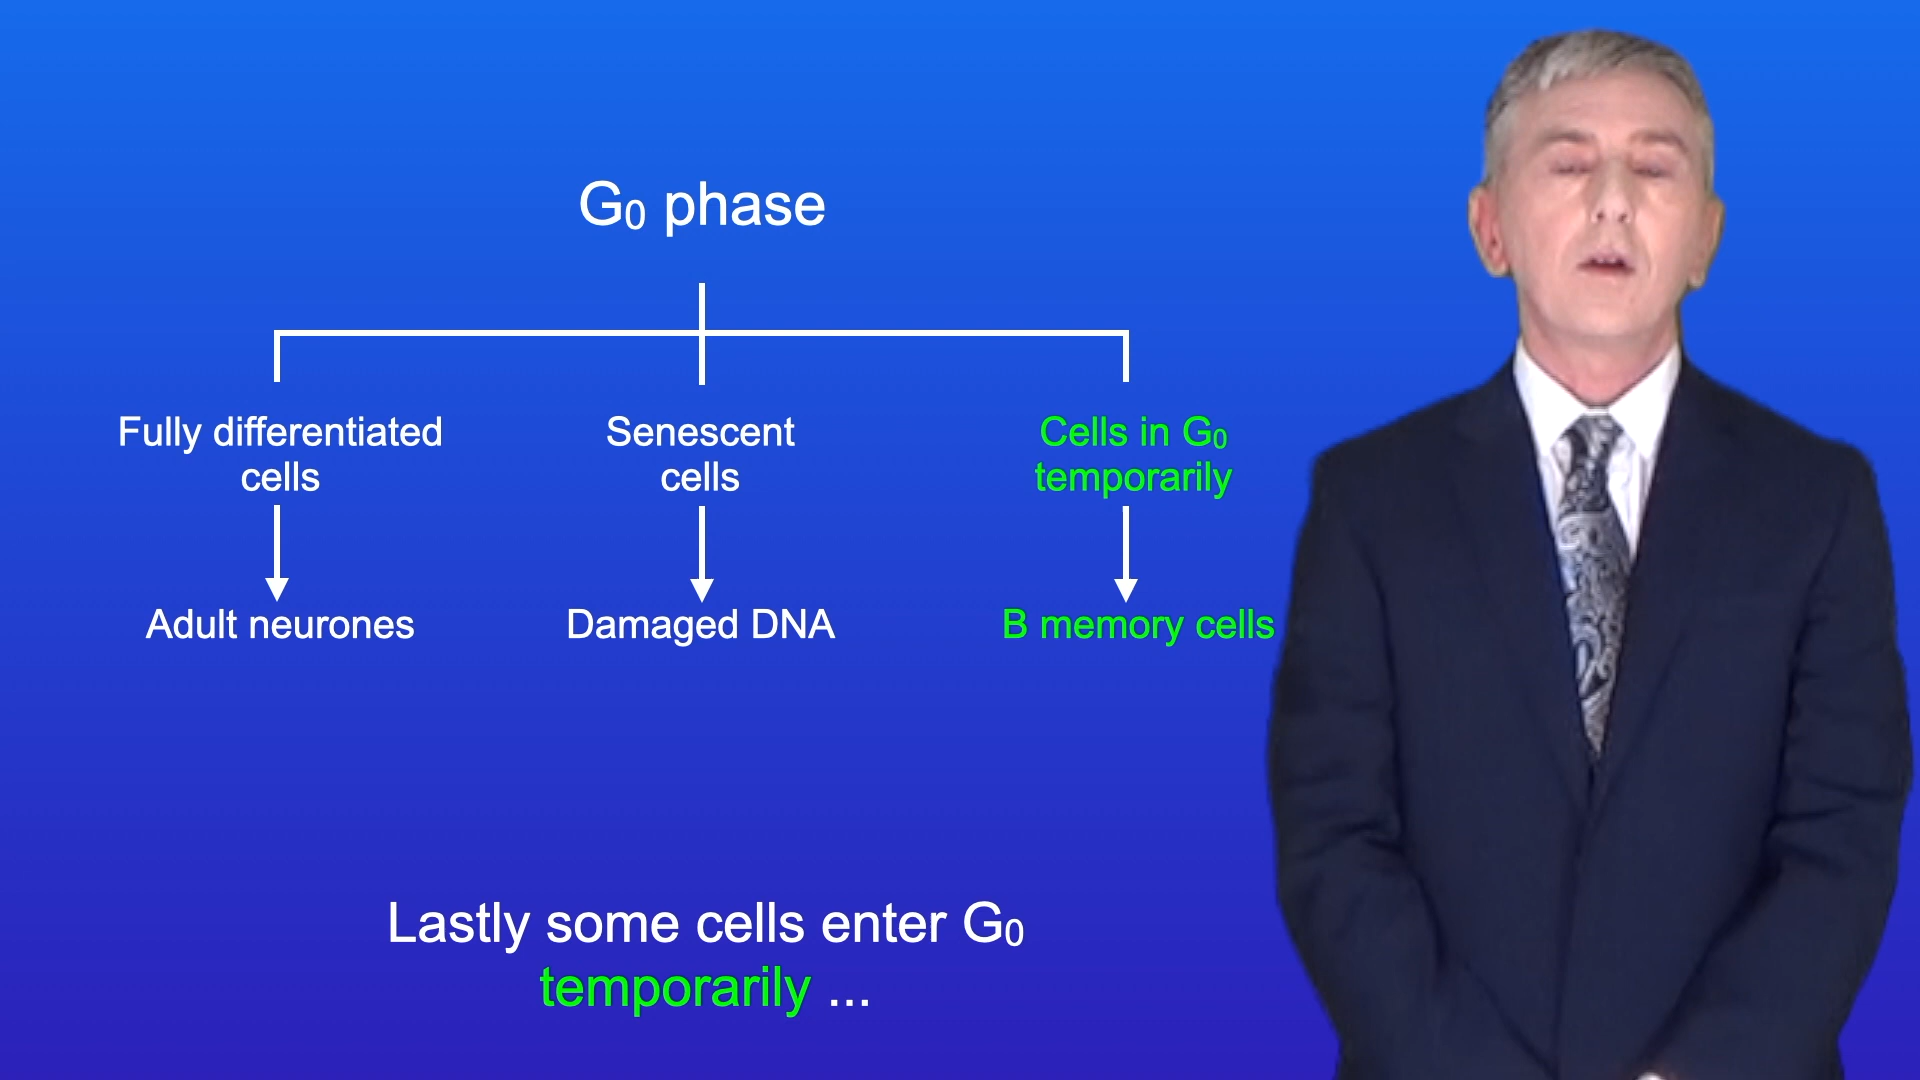 G₀ phase
Fully differentiated
cells
Senescent
cells
Cells in G₀
temporarily
Adult neurones
Damaged DNA
B memory cells
Lastly some cells enter G₀
temporarily ...